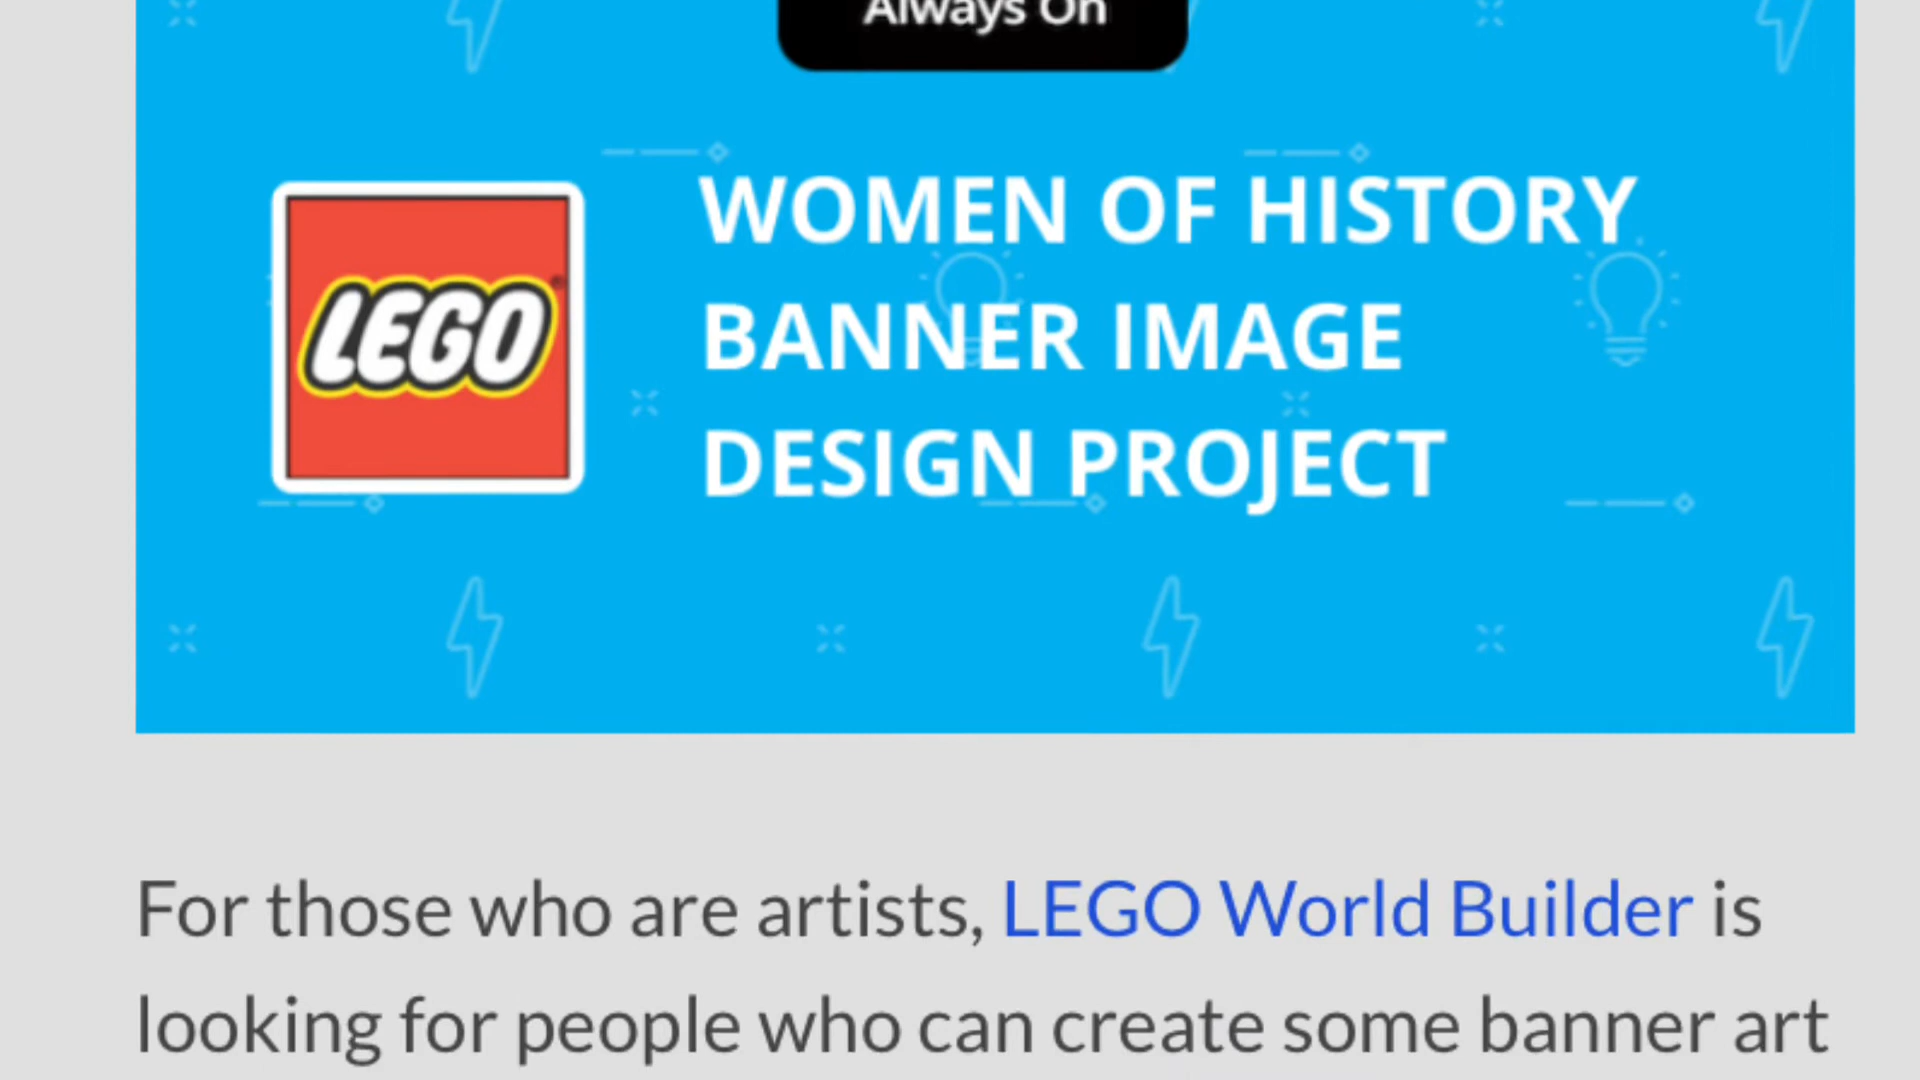 Always On
WOMEN OF HISTORY
BANNER IMAGE
DESIGN PROJECT
LEGO
For those who are artists, LEGO World Builder is
looking for people who can create some banner art